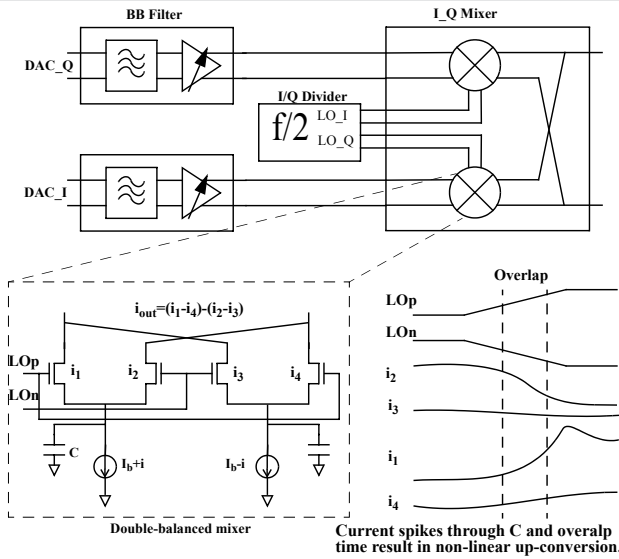 BB Filter
I_Q Mixer
DAC_Q
I/Q Divider
f/2
LO_I
LO_Q
DAC_I
Overlap
iout=(i1-i4)-(i2-i3)
LOp
LOn
i1
i2
i3
i4
C
Ib+i
Ib-i
Double-balanced mixer
LOp
LOn
i2
i3
i1
i4
Current spikes through C and overalp
time result in non-linear up-conversion.